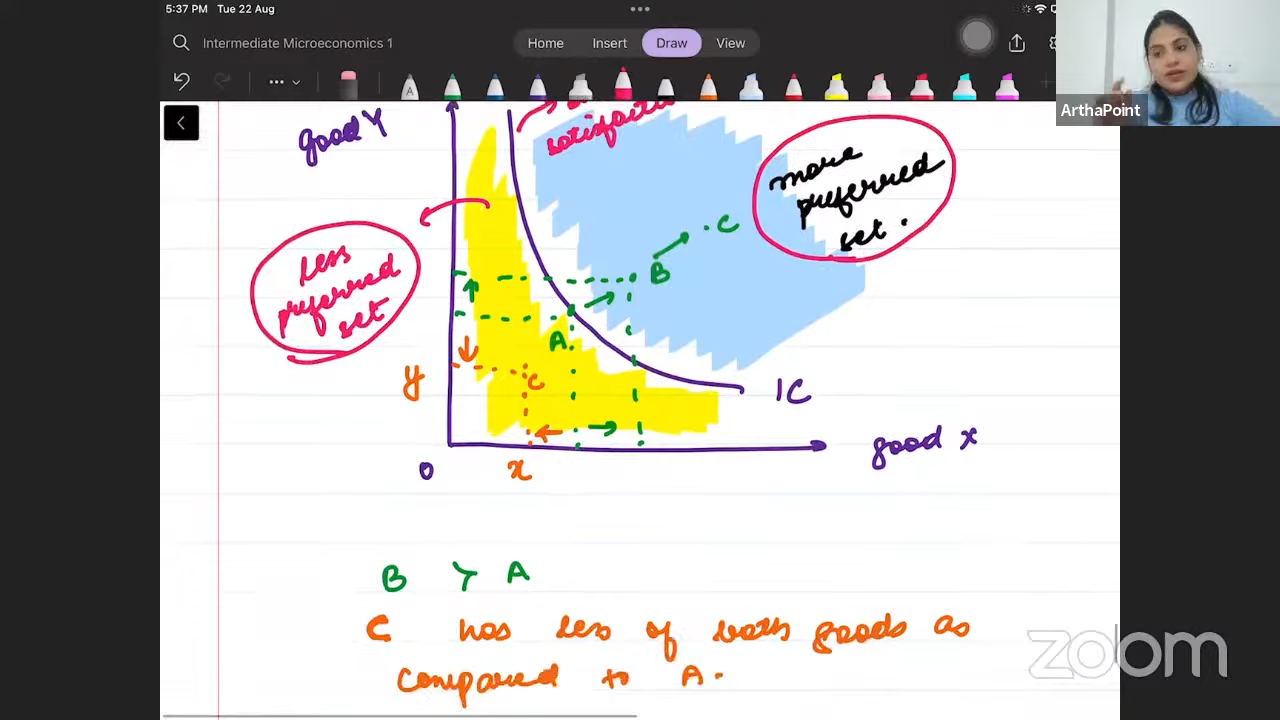 5:37 PM Tue 22 Aug
Intermediate Microeconomics 1
Home Insert Draw View
A
ArthaPoint
good Y
more
preferred
set.
less
preferred
set
.C
B
A
y
c
IC
good x
0
x
B > A
C has less of both goods as
compared to A.
zoom